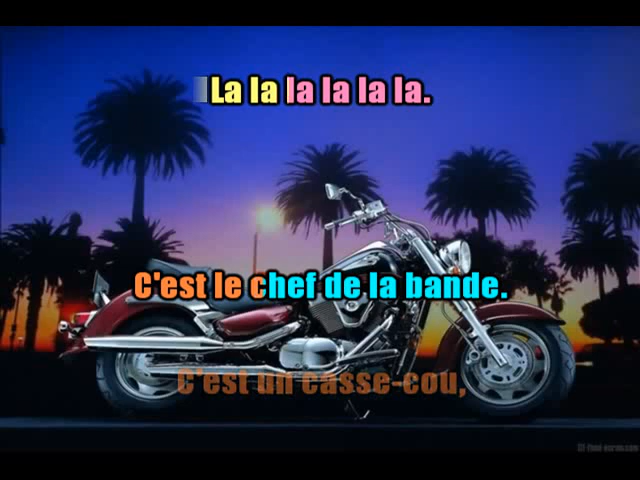 La la la la la la.
C'est le chef de la bande.
C'est un casse-cou,